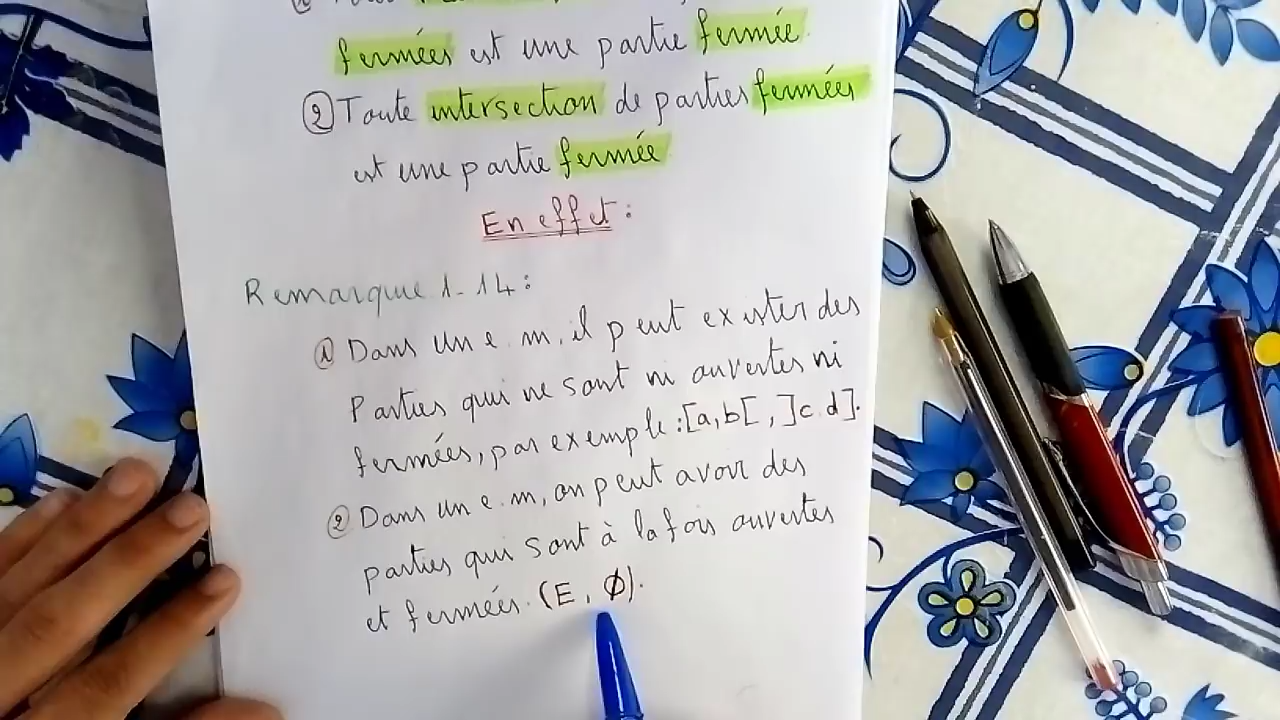 fermées est une partie fermée.
② Toute intersection de parties fermées
est une partie fermée
En effet :
Remarque 1-14 :
① Dans un e.m, il peut exister des
Parties qui ne sont ni ouvertes ni
fermées, par exemple : [a,b[ , ]c d].
② Dans un e.m, on peut avoir des
parties qui sont à la fois ouvertes
et fermées. (E , Ø).